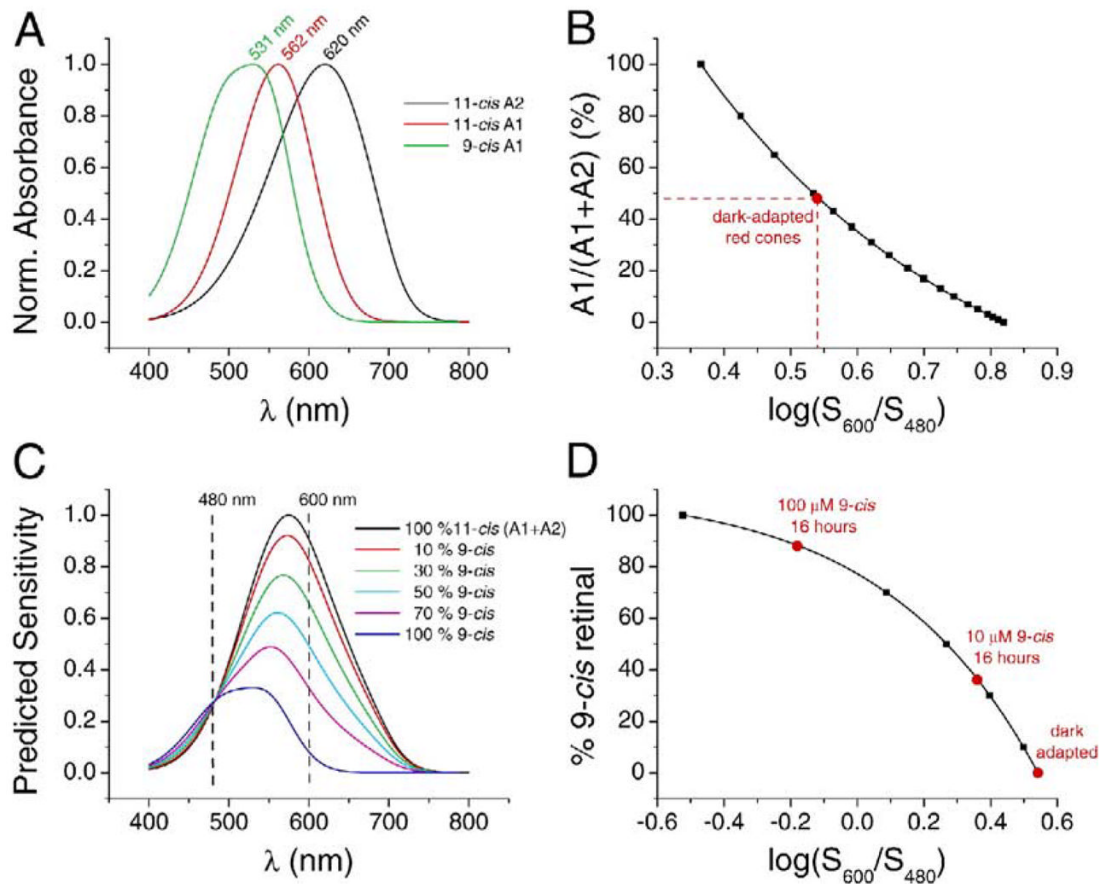 A
531 nm
562 nm
620 nm
Norm. Absorbance
1.0
0.8
0.6
0.4
0.2
0.0
11-cis A2
11-cis A1
9-cis A1
400
500
600
700
800
λ (nm)
B
A1/(A1+A2) (%)
100
80
60
40
20
0
dark-adapted
red cones
0.3
0.4
0.5
0.6
0.7
0.8
0.9
log(S600/S480)
C
Predicted Sensitivity
1.0
0.8
0.6
0.4
0.2
0.0
480 nm
600 nm
100 %11-cis (A1+A2)
10 % 9-cis
30 % 9-cis
50 % 9-cis
70 % 9-cis
100 % 9-cis
400
500
600
700
800
λ (nm)
D
% 9-cis retinal
100
80
60
40
20
0
100 μM 9-cis
16 hours
10 μM 9-cis
16 hours
dark
adapted
-0.6
-0.4
-0.2
0.0
0.2
0.4
0.6
log(S600/S480)